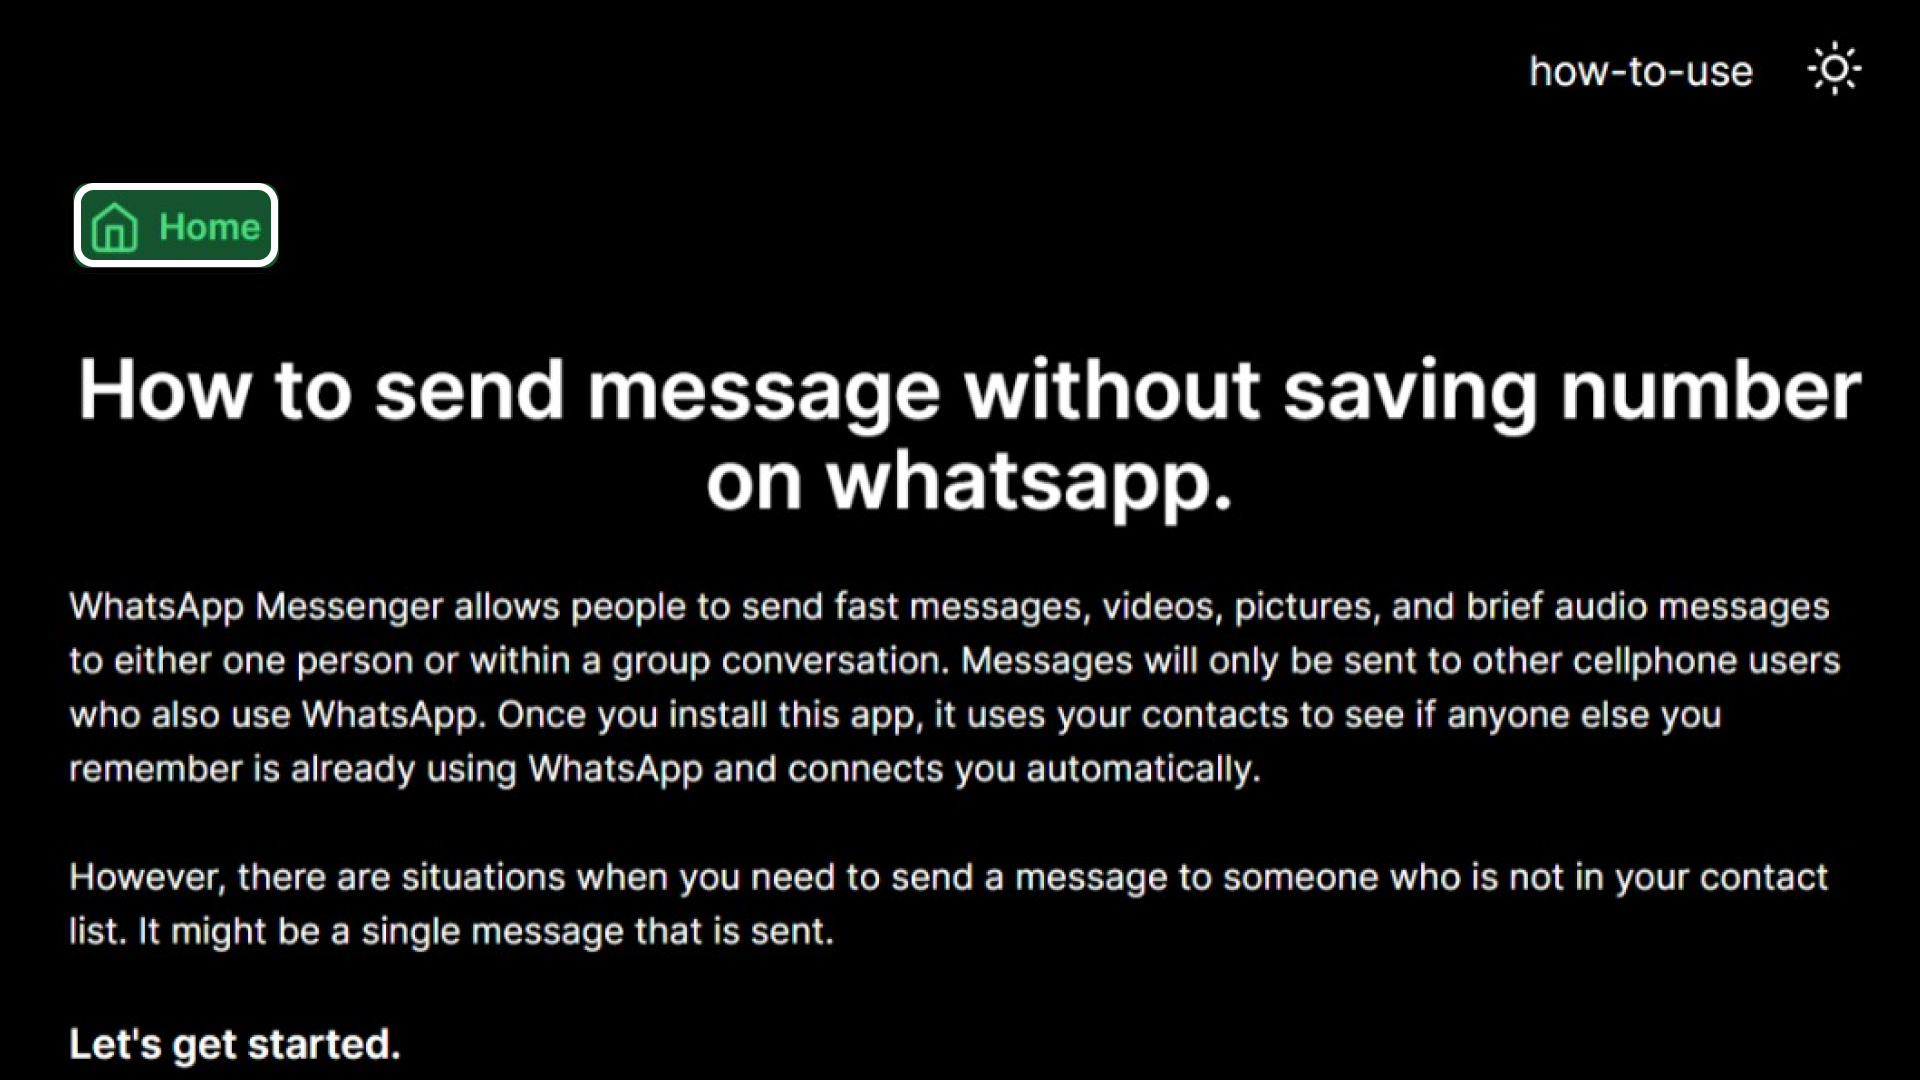 how-to-use
Home
How to send message without saving number
on whatsapp.
WhatsApp Messenger allows people to send fast messages, videos, pictures, and brief audio messages
to either one person or within a group conversation. Messages will only be sent to other cellphone users
who also use WhatsApp. Once you install this app, it uses your contacts to see if anyone else you
remember is already using WhatsApp and connects you automatically.
However, there are situations when you need to send a message to someone who is not in your contact
list. It might be a single message that is sent.
Let's get started.